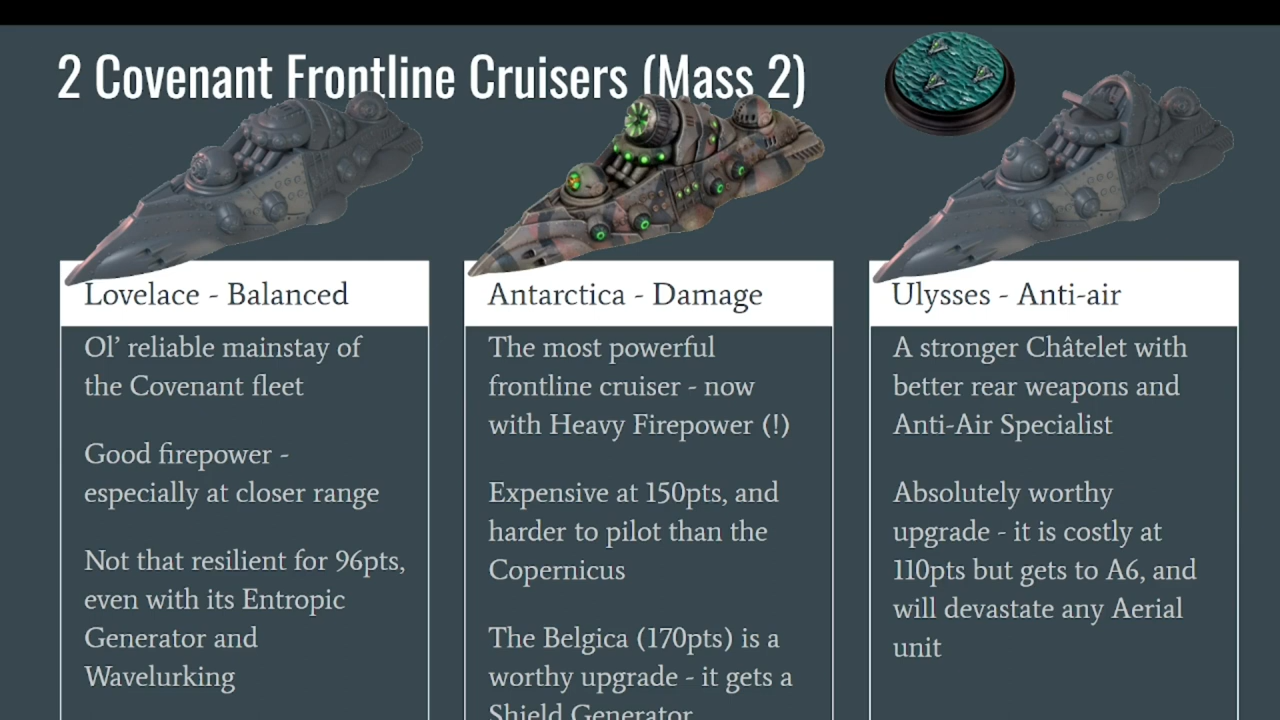 2 Covenant Frontline Cruisers (Mass 2)
Lovelace - Balanced
Ol’ reliable mainstay of
the Covenant fleet
Good firepower -
especially at closer range
Not that resilient for 96pts,
even with its Entropic
Generator and
Wavelurking
Antarctica - Damage
The most powerful
frontline cruiser - now
with Heavy Firepower (!)
Expensive at 150pts, and
harder to pilot than the
Copernicus
The Belgica (170pts) is a
worthy upgrade - it gets a
Shield Generator
Ulysses - Anti-air
A stronger Châtelet with
better rear weapons and
Anti-Air Specialist
Absolutely worthy
upgrade - it is costly at
110pts but gets to A6, and
will devastate any Aerial
unit